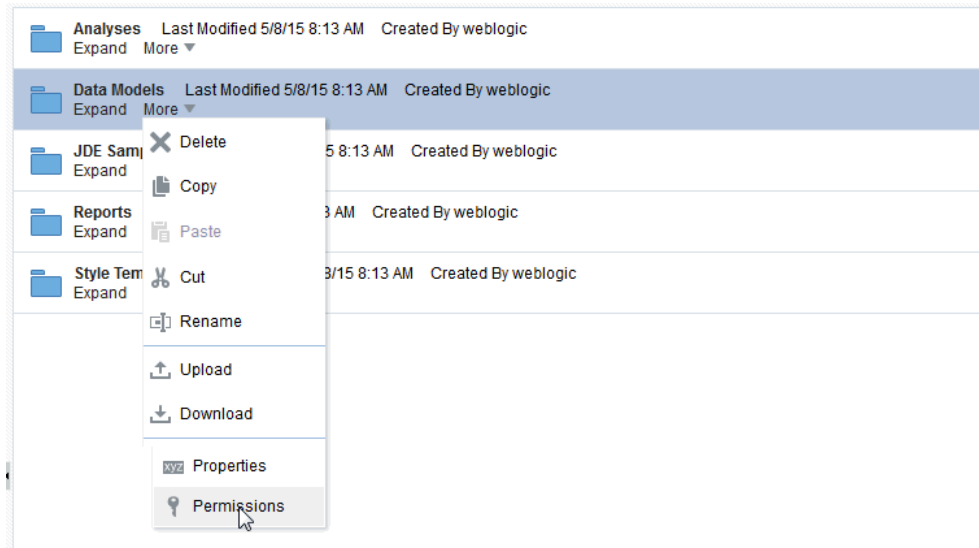 Analyses Last Modified 5/8/15 8:13 AM Created By weblogic
Expand More
Data Models Last Modified 5/8/15 8:13 AM Created By weblogic
Expand More
Delete
JDE Sam 5 8:13 AM Created By weblogic
Expand
Copy
Reports AM Created By weblogic
Expand
Paste
Style Tem 8/15 8:13 AM Created By weblogic
Cut
Expand
Rename
Upload
Download
xyz Properties
Permissions